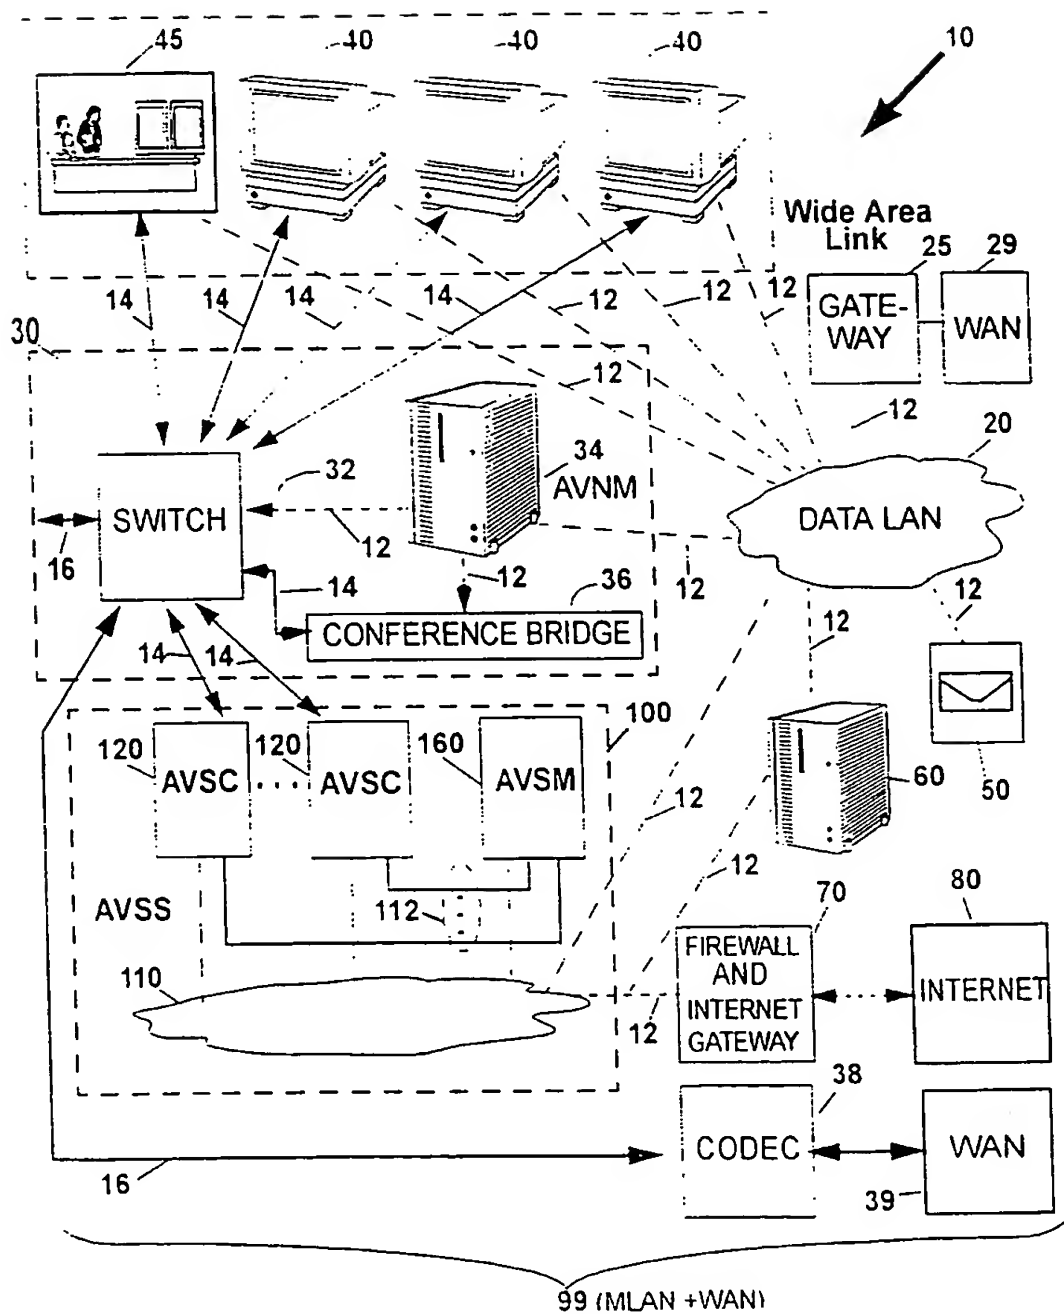 45 40 40 40 10
Wide Area
Link
25 29
GATE-
WAY
WAN
14 14 14 14 12 12 12
30
12
12
20
32
34
AVNM
SWITCH
DATA LAN
12
16
12
12
12
14
36
12
12
CONFERENCE BRIDGE
14 14
100
120 120 160
AVSC . . . AVSC AVSM
60
50
12
12
AVSS
112
70 80
FIREWALL
AND
INTERNET
GATEWAY
INTERNET
110
12
38
CODEC
WAN
16
39
99 (MLAN +WAN)